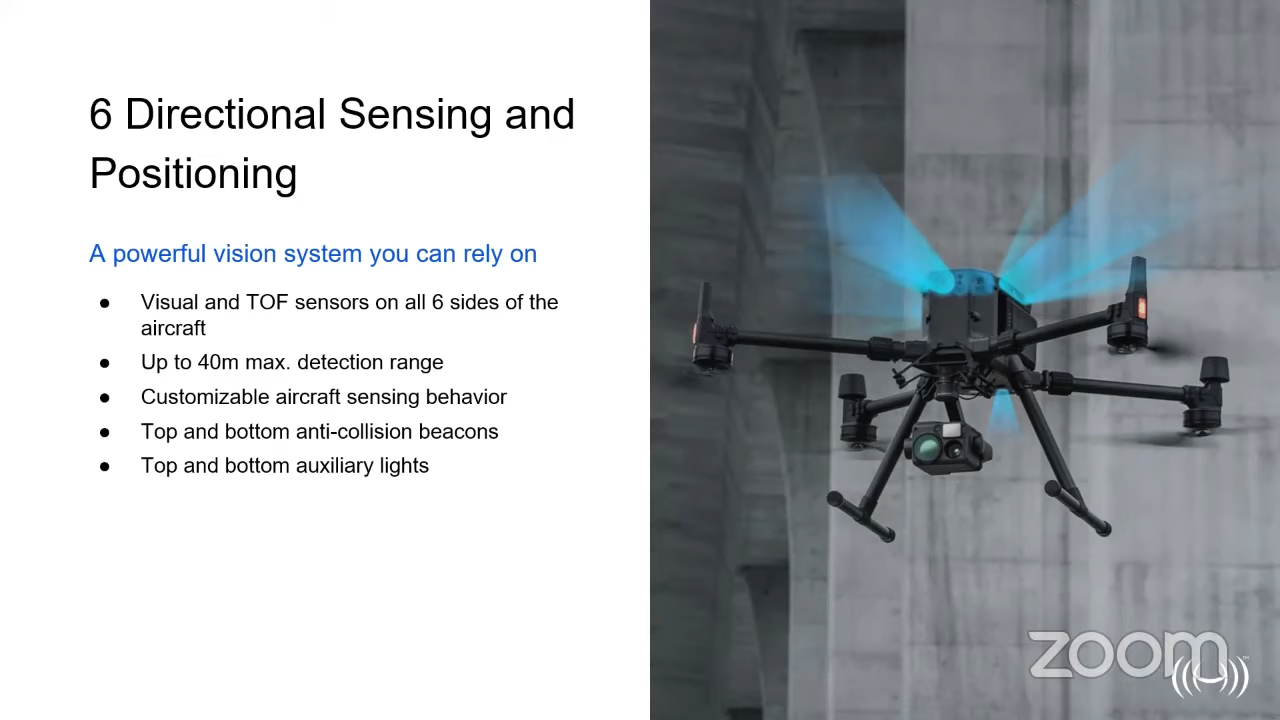 6 Directional Sensing and
Positioning
A powerful vision system you can rely on
● Visual and TOF sensors on all 6 sides of the
aircraft
● Up to 40m max. detection range
● Customizable aircraft sensing behavior
● Top and bottom anti-collision beacons
● Top and bottom auxiliary lights
zoom